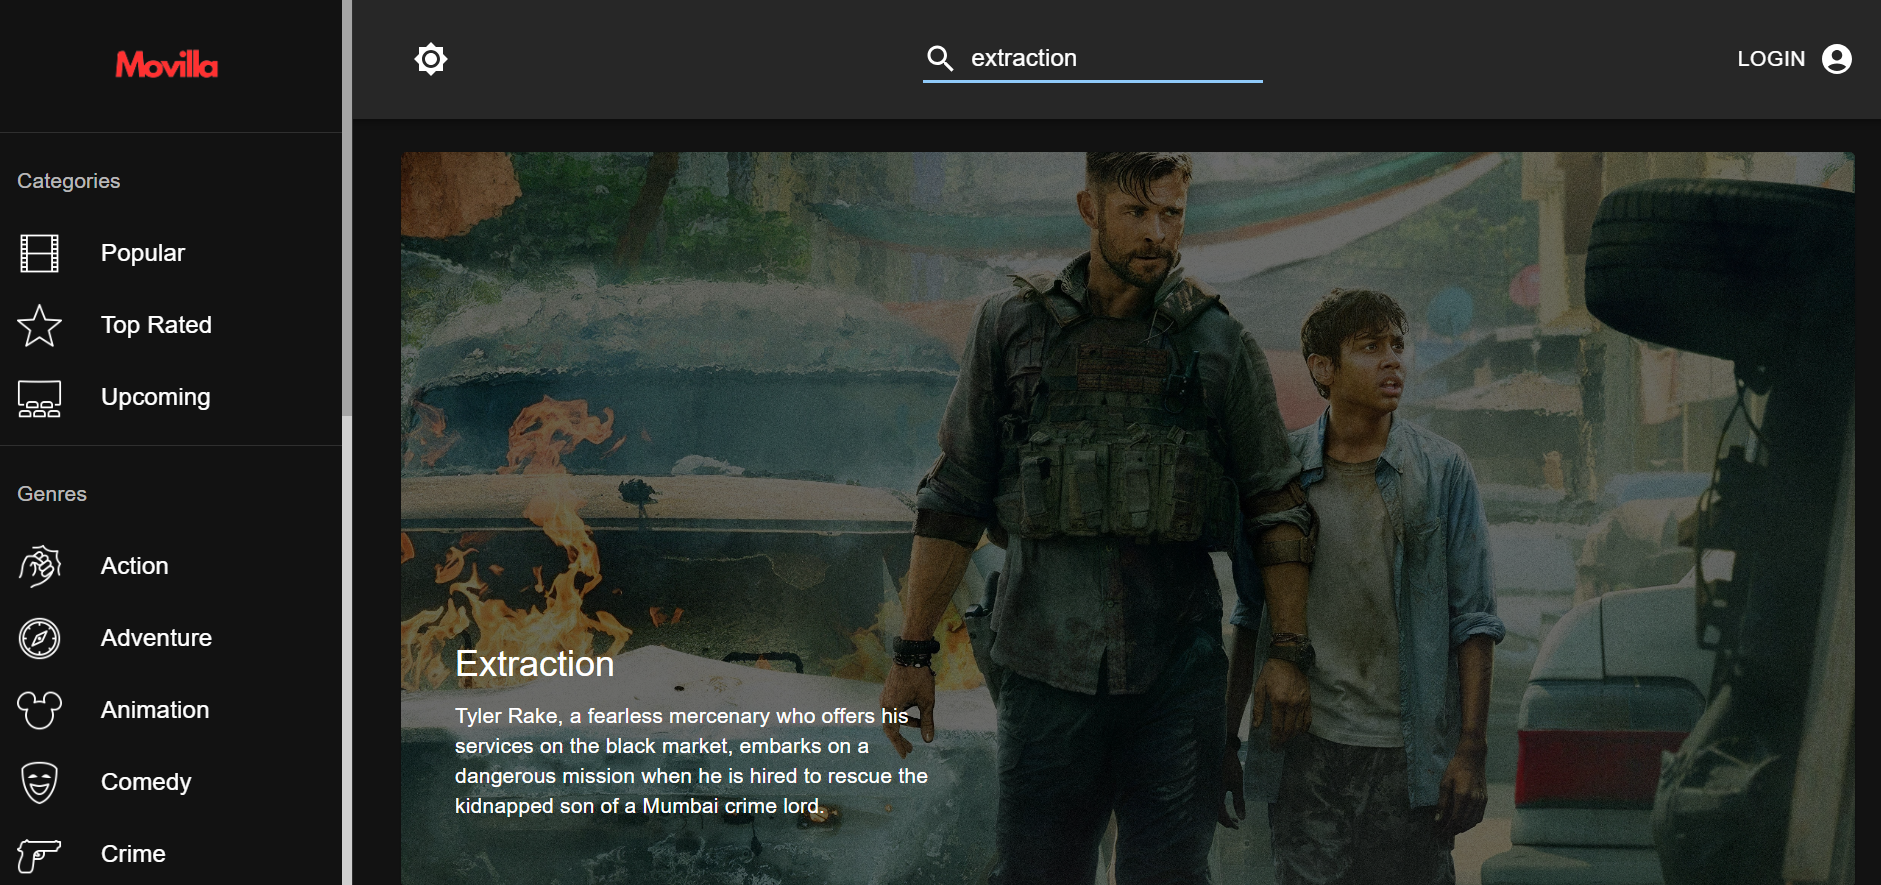 Movilla
Categories
Popular
Top Rated
Upcoming
Genres
Action
Adventure
Animation
Comedy
Crime
extraction
LOGIN
Extraction
Tyler Rake, a fearless mercenary who offers his
services on the black market, embarks on a
dangerous mission when he is hired to rescue the
kidnapped son of a Mumbai crime lord.